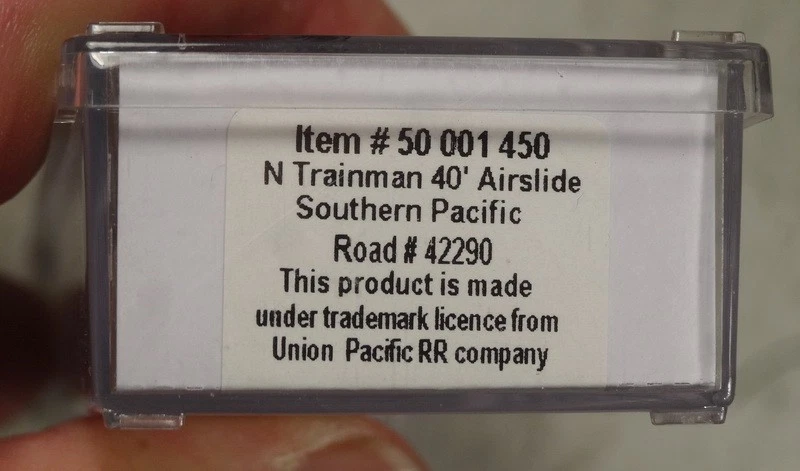 Item # 50 001 450
N Trainman 40' Airslide
Southern Pacific
Road # 42290
This product is made
under trademark licence from
Union Pacific RR company